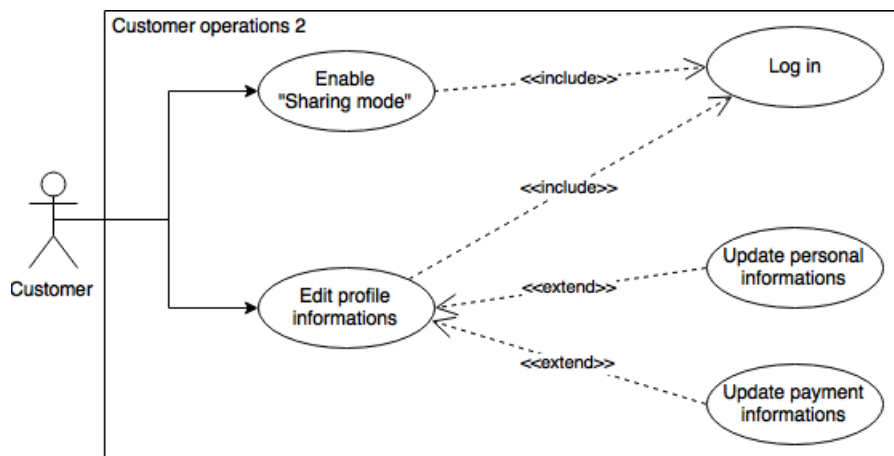 Customer operations 2
Enable
"Sharing mode"
<<include>>
Log in
<<include>>
Customer
Edit profile
informations
<<extend>>
Update personal
informations
<<extend>>
Update payment
informations